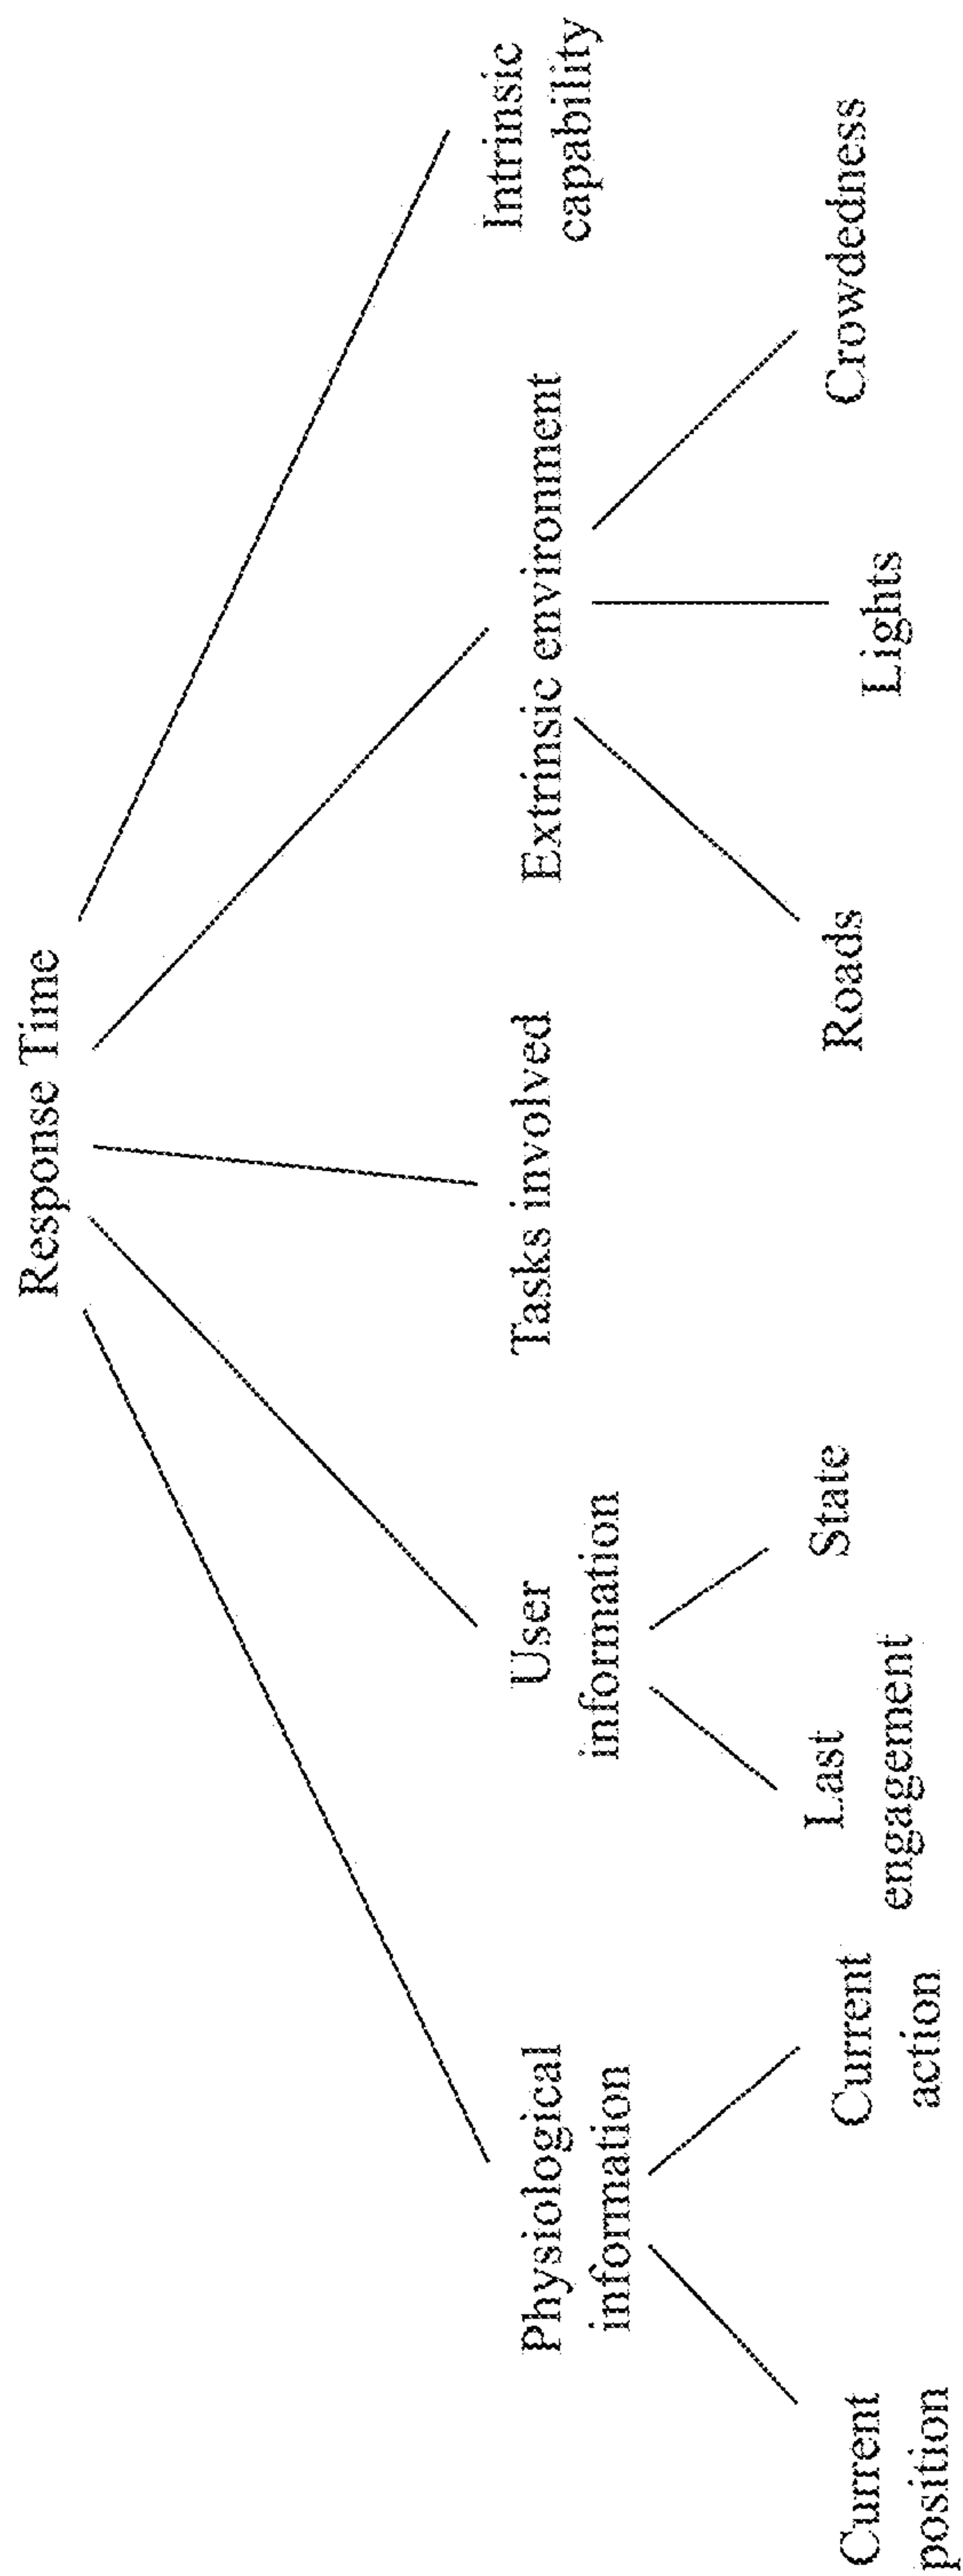 Response Time
Physiological
information
User
information
Tasks involved
Extrinsic environment
Intrinsic
capability
Current
position
Current
action
Last
engagement
State
Roads
Lights
Crowdedness